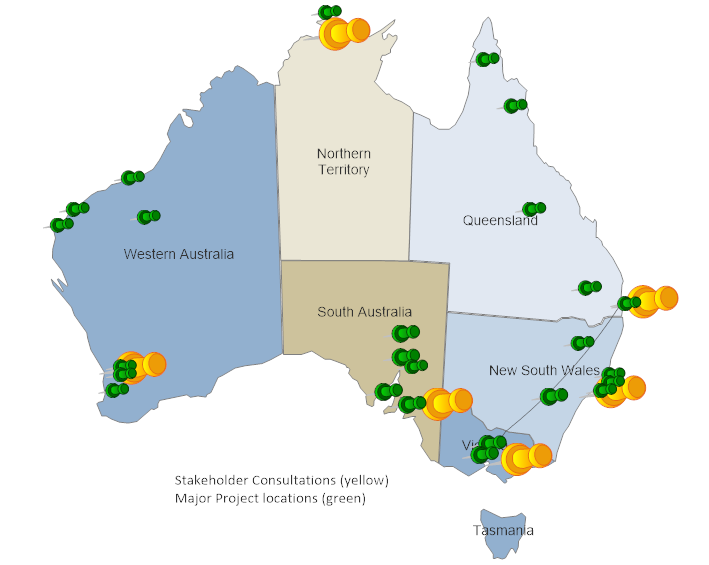 Northern
Territory
Queensland
Western Australia
South Australia
New South Wales
Stakeholder Consultations (yellow)
Major Project locations (green)
Tasmania